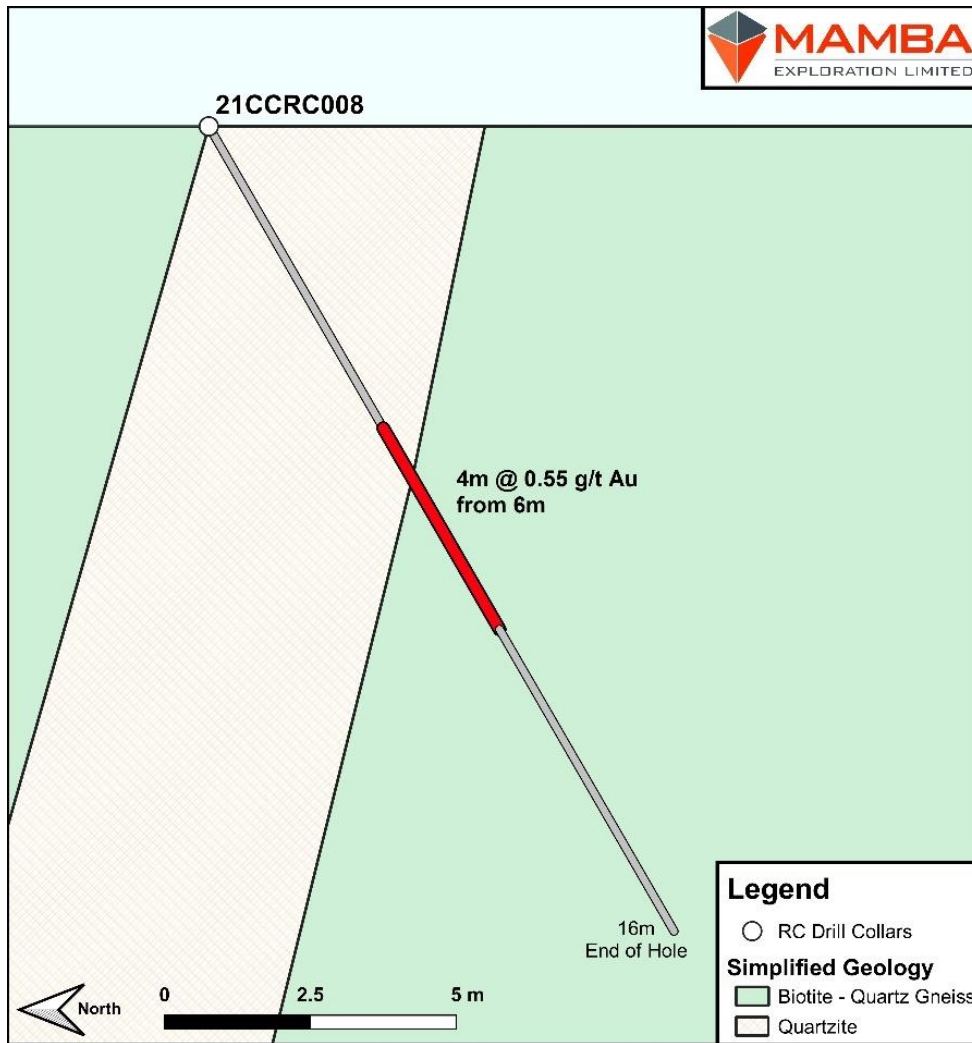 MAMBA
EXPLORATION LIMITED
21CCRC008
4m @ 0.55 g/t Au
from 6m
16m
End of Hole
Legend
RC Drill Collars
Simplified Geology
Biotite - Quartz Gneiss
Quartzite
North
0 2.5 5 m